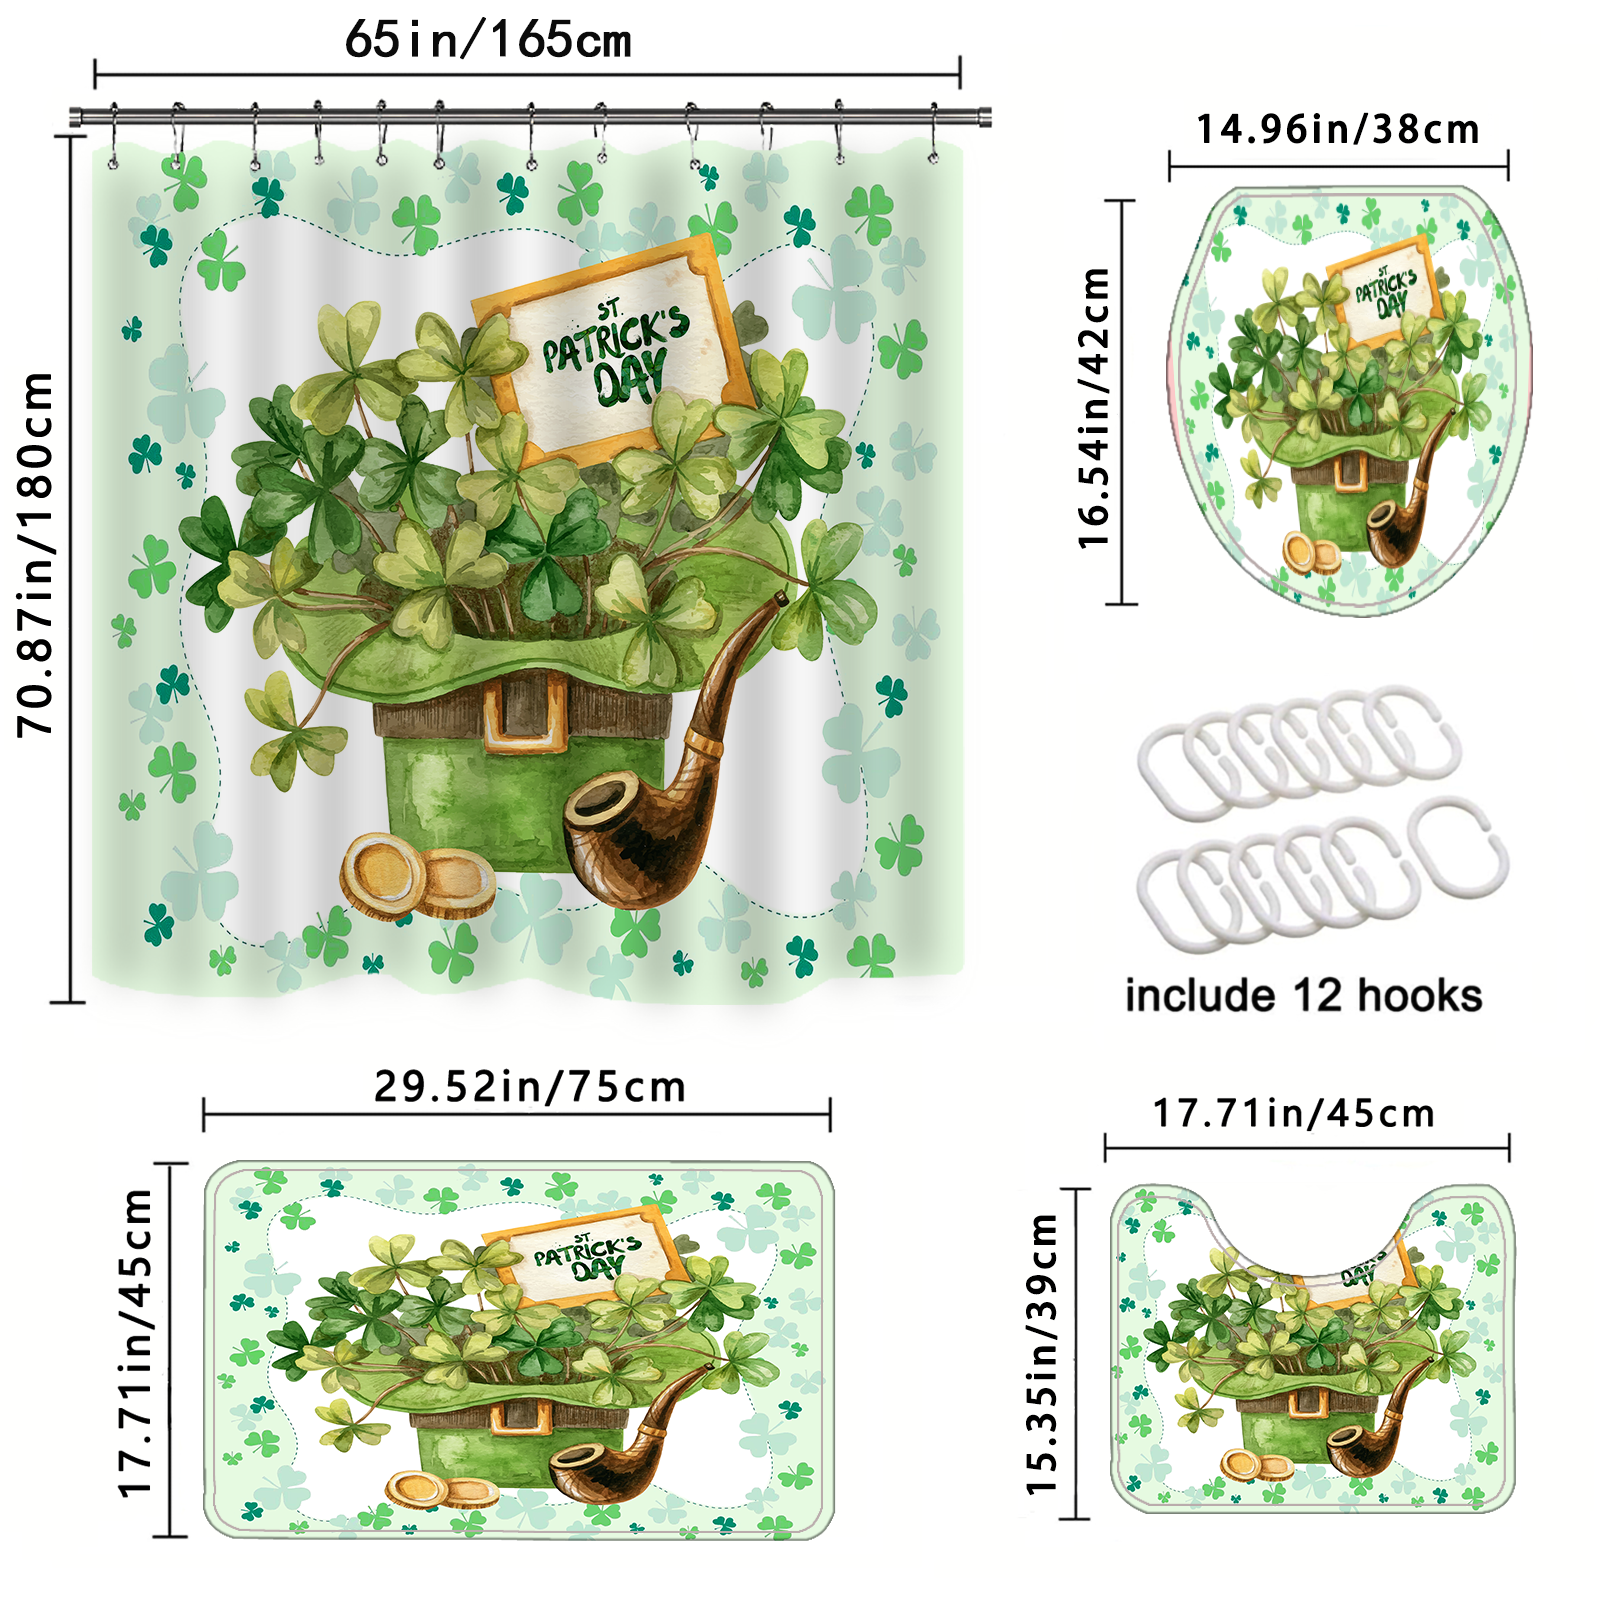 65in/165cm
70.87in/180cm
ST.
PATRICK'S
DAY
14.96in/38cm
16.54in/42cm
ST.
PATRICK'S
DAY
include 12 hooks
29.52in/75cm
17.71in/45cm
ST.
PATRICK'S
DAY
17.71in/45cm
15.35in/39cm
DAY